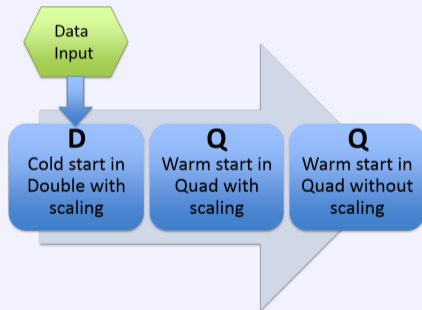 Data
Input
D
Cold start in
Double with
scaling
Q
Warm start in
Quad with
scaling
Q
Warm start in
Quad without
scaling